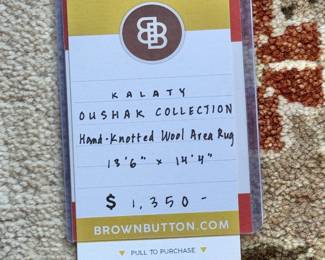 BB
KALATY
OUSHAK COLLECTION
Hand-Knotted Wool Area Rug
13'6" x 14'4"
$ 1,350-
BROWNBUTTON.COM
▼ PULL TO PURCHASE ▼